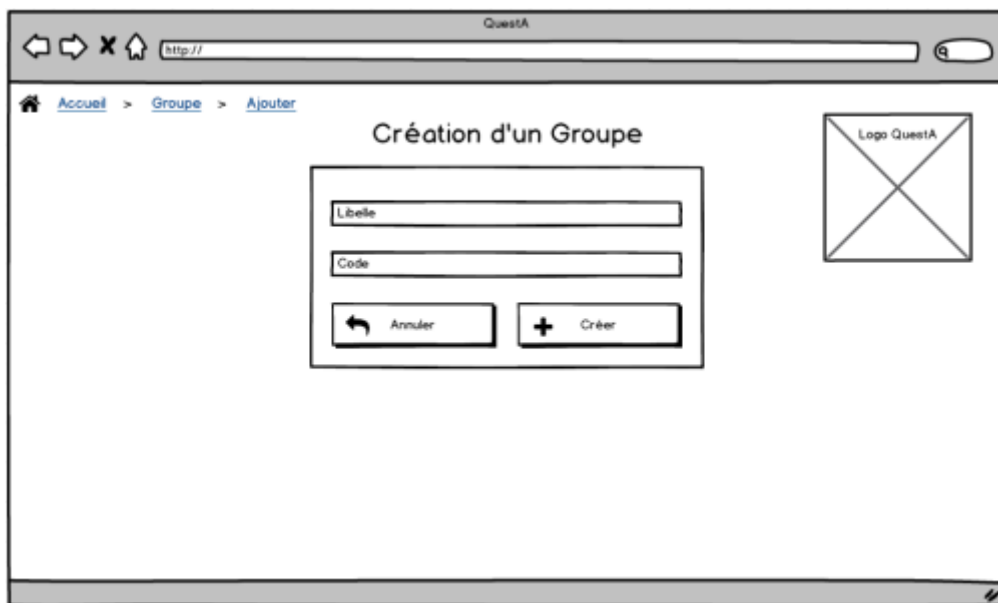 QuestA
http://
Accueil > Groupe > Ajouter
Création d'un Groupe
Logo QuestA
Libelle
Code
Annuler
Créer